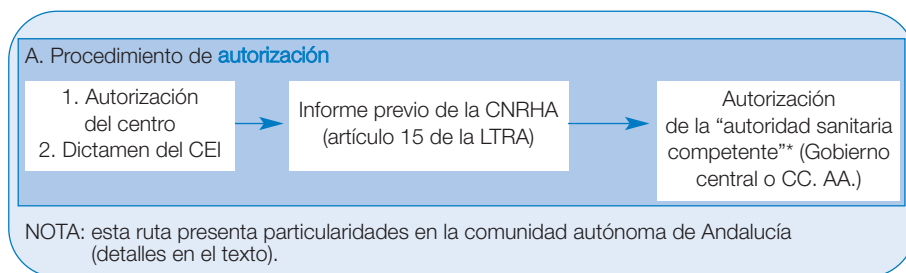 A. Procedimiento de autorización
1. Autorización
del centro
2. Dictamen del CEI
Informe previo de la CNRHA
(artículo 15 de la LTRA)
Autorización
de la “autoridad sanitaria
competente”* (Gobierno
central o CC. AA.)
NOTA: esta ruta presenta particularidades en la comunidad autónoma de Andalucía
(detalles en el texto).